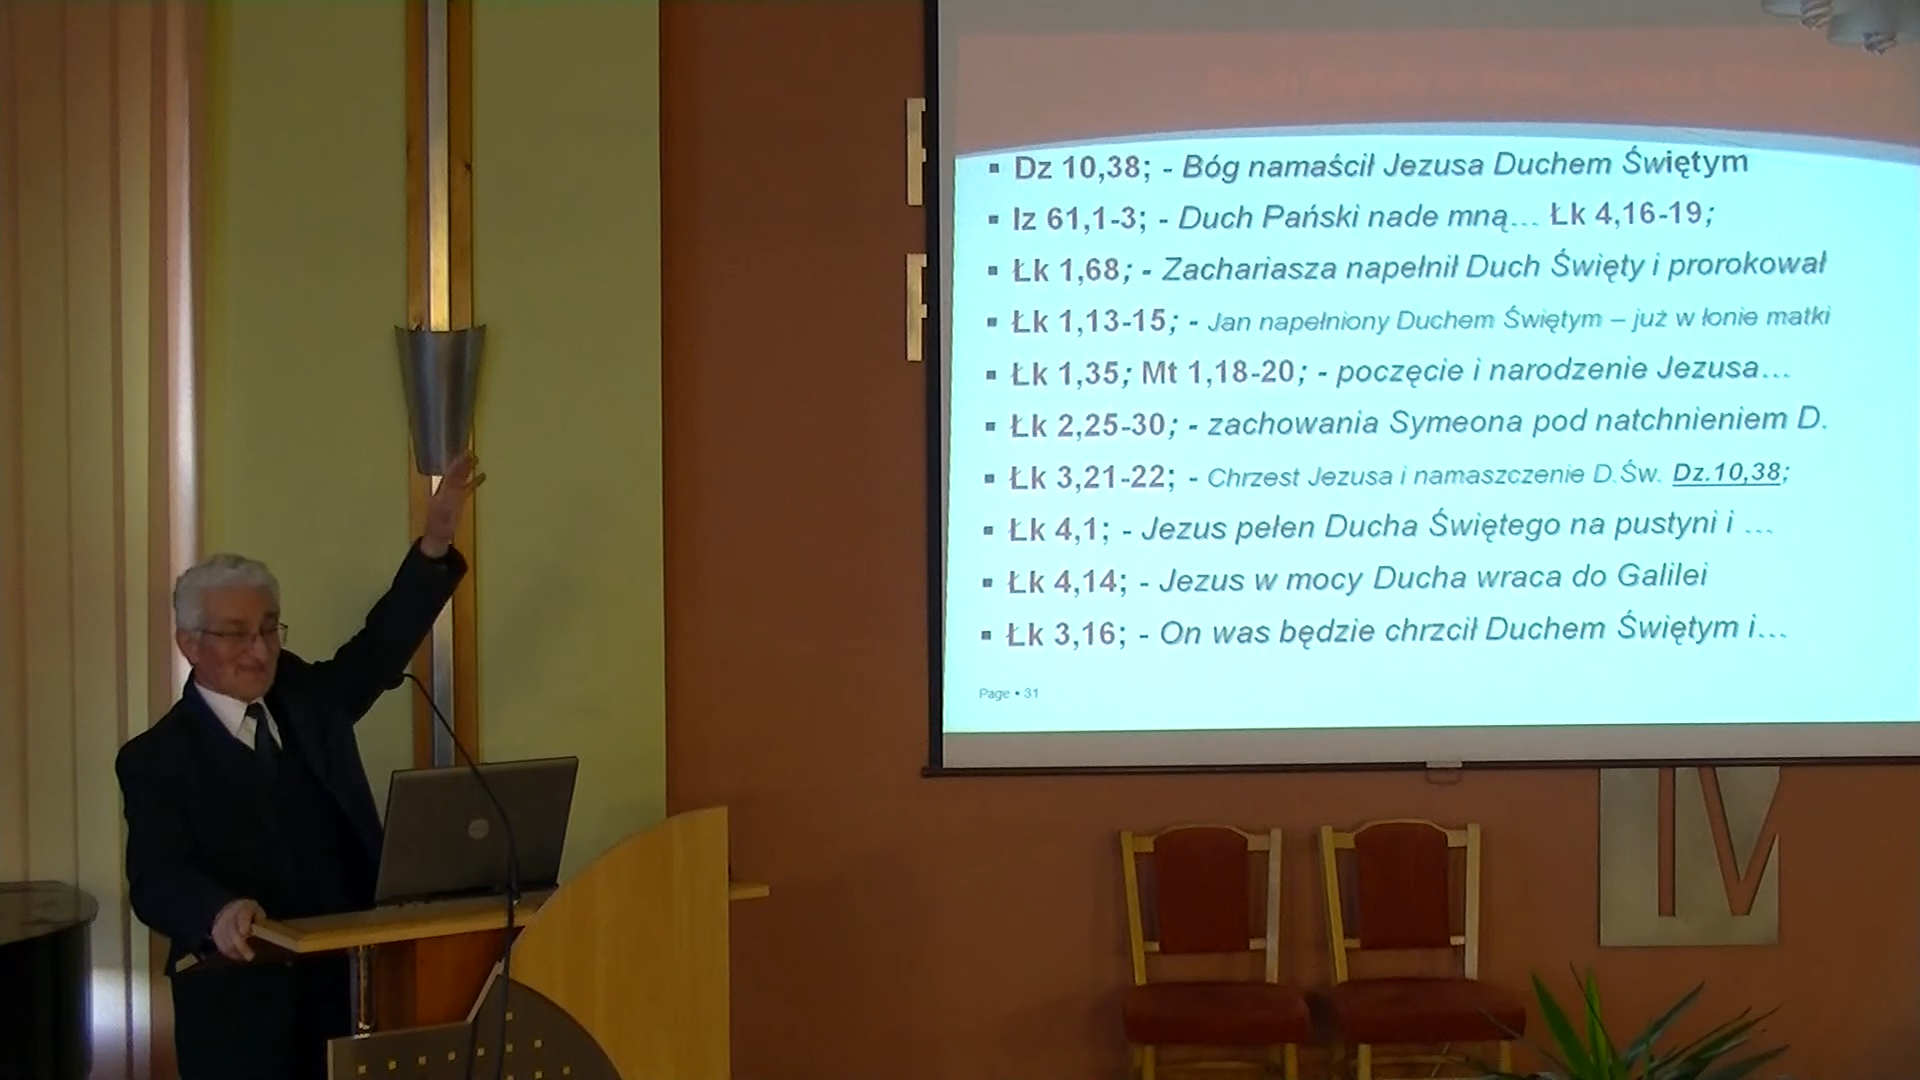 ▪ Dz 10,38; - Bóg namaścił Jezusa Duchem Świętym
▪ Iz 61,1-3; - Duch Pański nade mną... Łk 4,16-19;
▪ Łk 1,68; - Zachariasza napełnił Duch Święty i prorokował
▪ Łk 1,13-15; - Jan napełniony Duchem Świętym – już w łonie matki
▪ Łk 1,35; Mt 1,18-20; - poczęcie i narodzenie Jezusa...
▪ Łk 2,25-30; - zachowania Symeona pod natchnieniem D.
▪ Łk 3,21-22; - Chrzest Jezusa i namaszczenie D.Św. Dz.10,38;
▪ Łk 4,1; - Jezus pełen Ducha Świętego na pustyni i ...
▪ Łk 4,14; - Jezus w mocy Ducha wraca do Galilei
▪ Łk 3,16; - On was będzie chrzcił Duchem Świętym i...
Page ▪ 31
IV